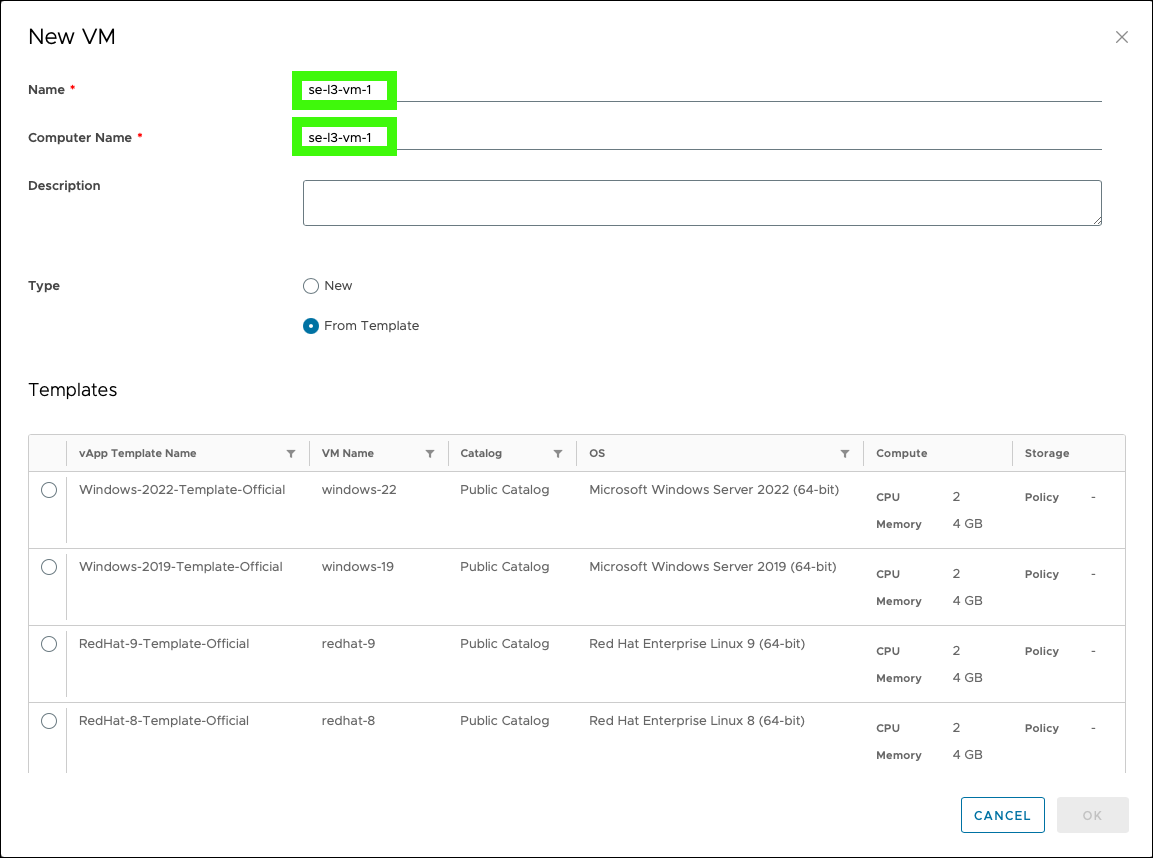 New VM
Name *
se-l3-vm-1
Computer Name *
se-l3-vm-1
Description
Type
New
From Template
Templates
vApp Template Name VM Name Catalog OS Compute Storage
Windows-2022-Template-Official windows-22 Public Catalog Microsoft Windows Server 2022 (64-bit) CPU 2 Policy -
Memory 4 GB
Windows-2019-Template-Official windows-19 Public Catalog Microsoft Windows Server 2019 (64-bit) CPU 2 Policy -
Memory 4 GB
RedHat-9-Template-Official redhat-9 Public Catalog Red Hat Enterprise Linux 9 (64-bit) CPU 2 Policy -
Memory 4 GB
RedHat-8-Template-Official redhat-8 Public Catalog Red Hat Enterprise Linux 8 (64-bit) CPU 2 Policy -
Memory 4 GB
CANCEL OK